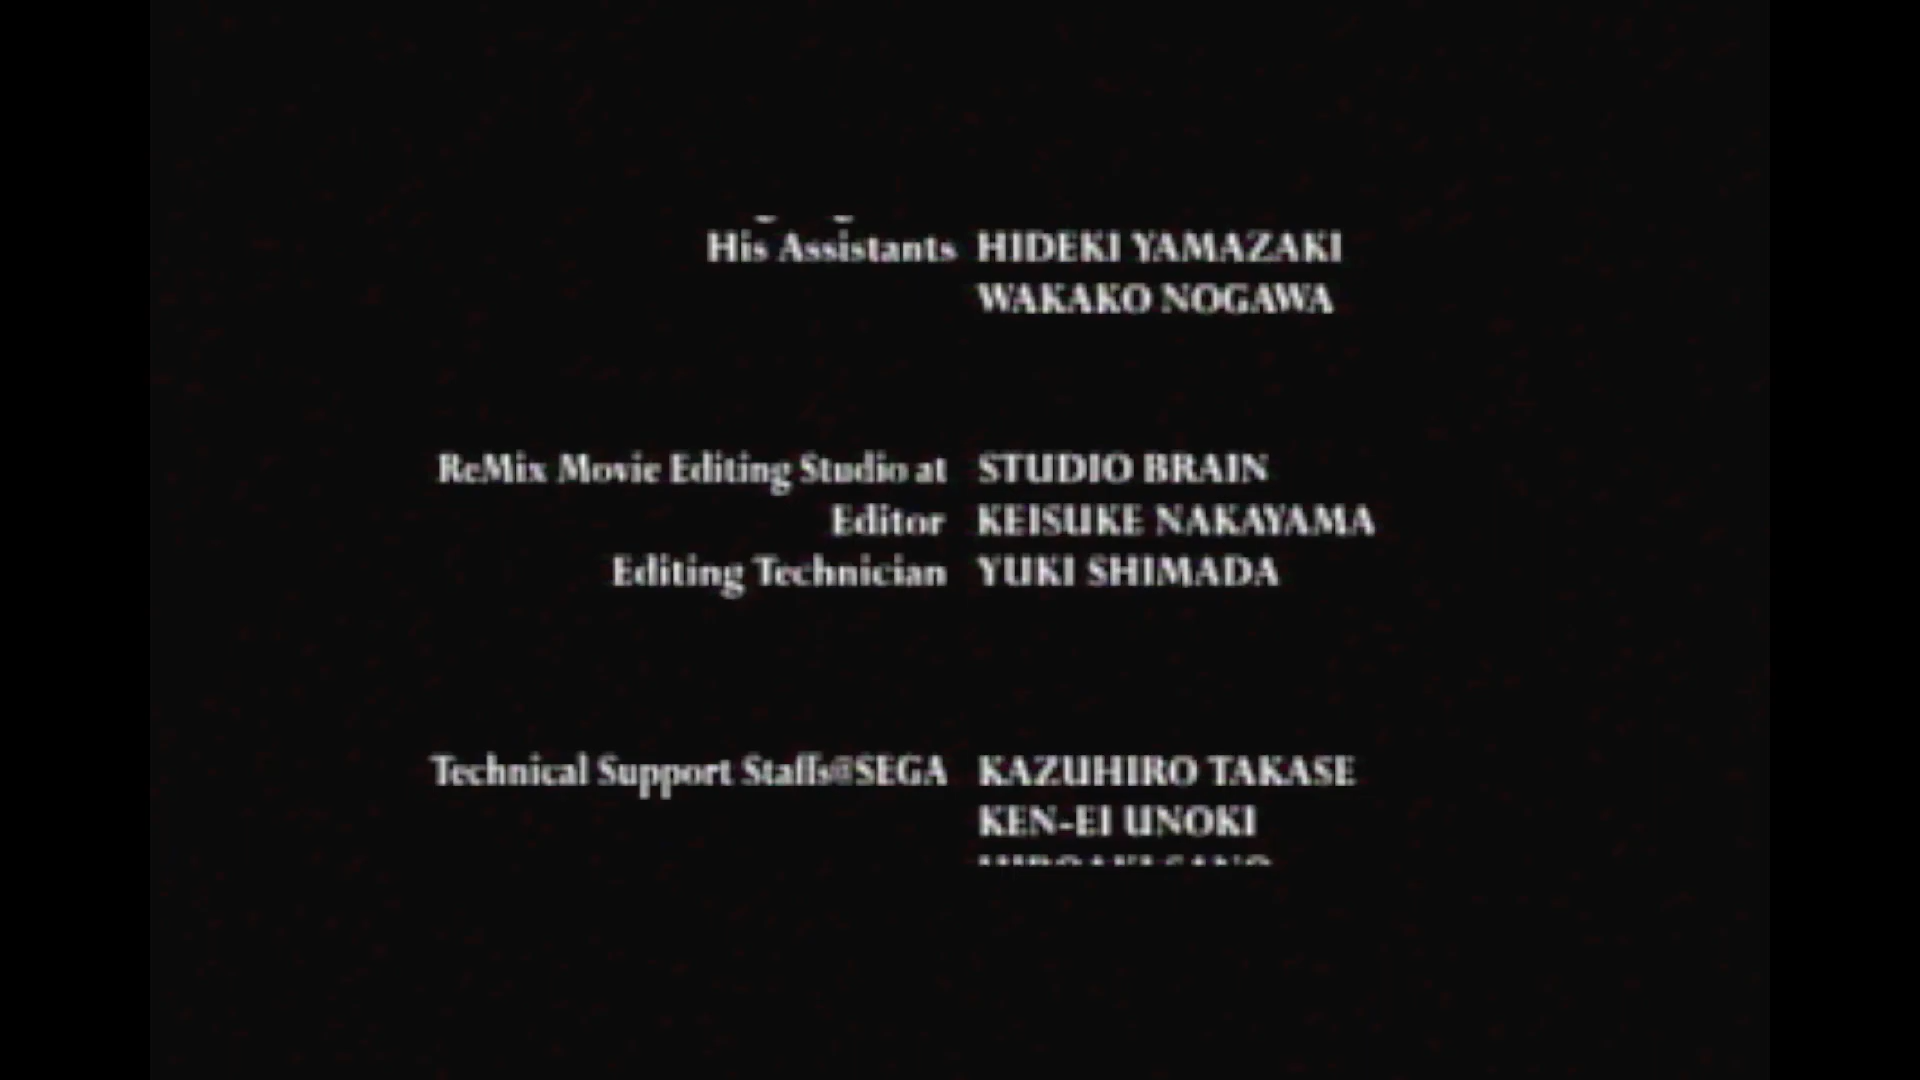 His Assistants HIDEKI YAMAZAKI
WAKAKO NOGAWA
ReMix Movie Editing Studio at STUDIO BRAIN
Editor KEISUKE NAKAYAMA
Editing Technician YUKI SHIMADA
Technical Support Staffs@SEGA KAZUHIRO TAKASE
KEN-EI UNOKI